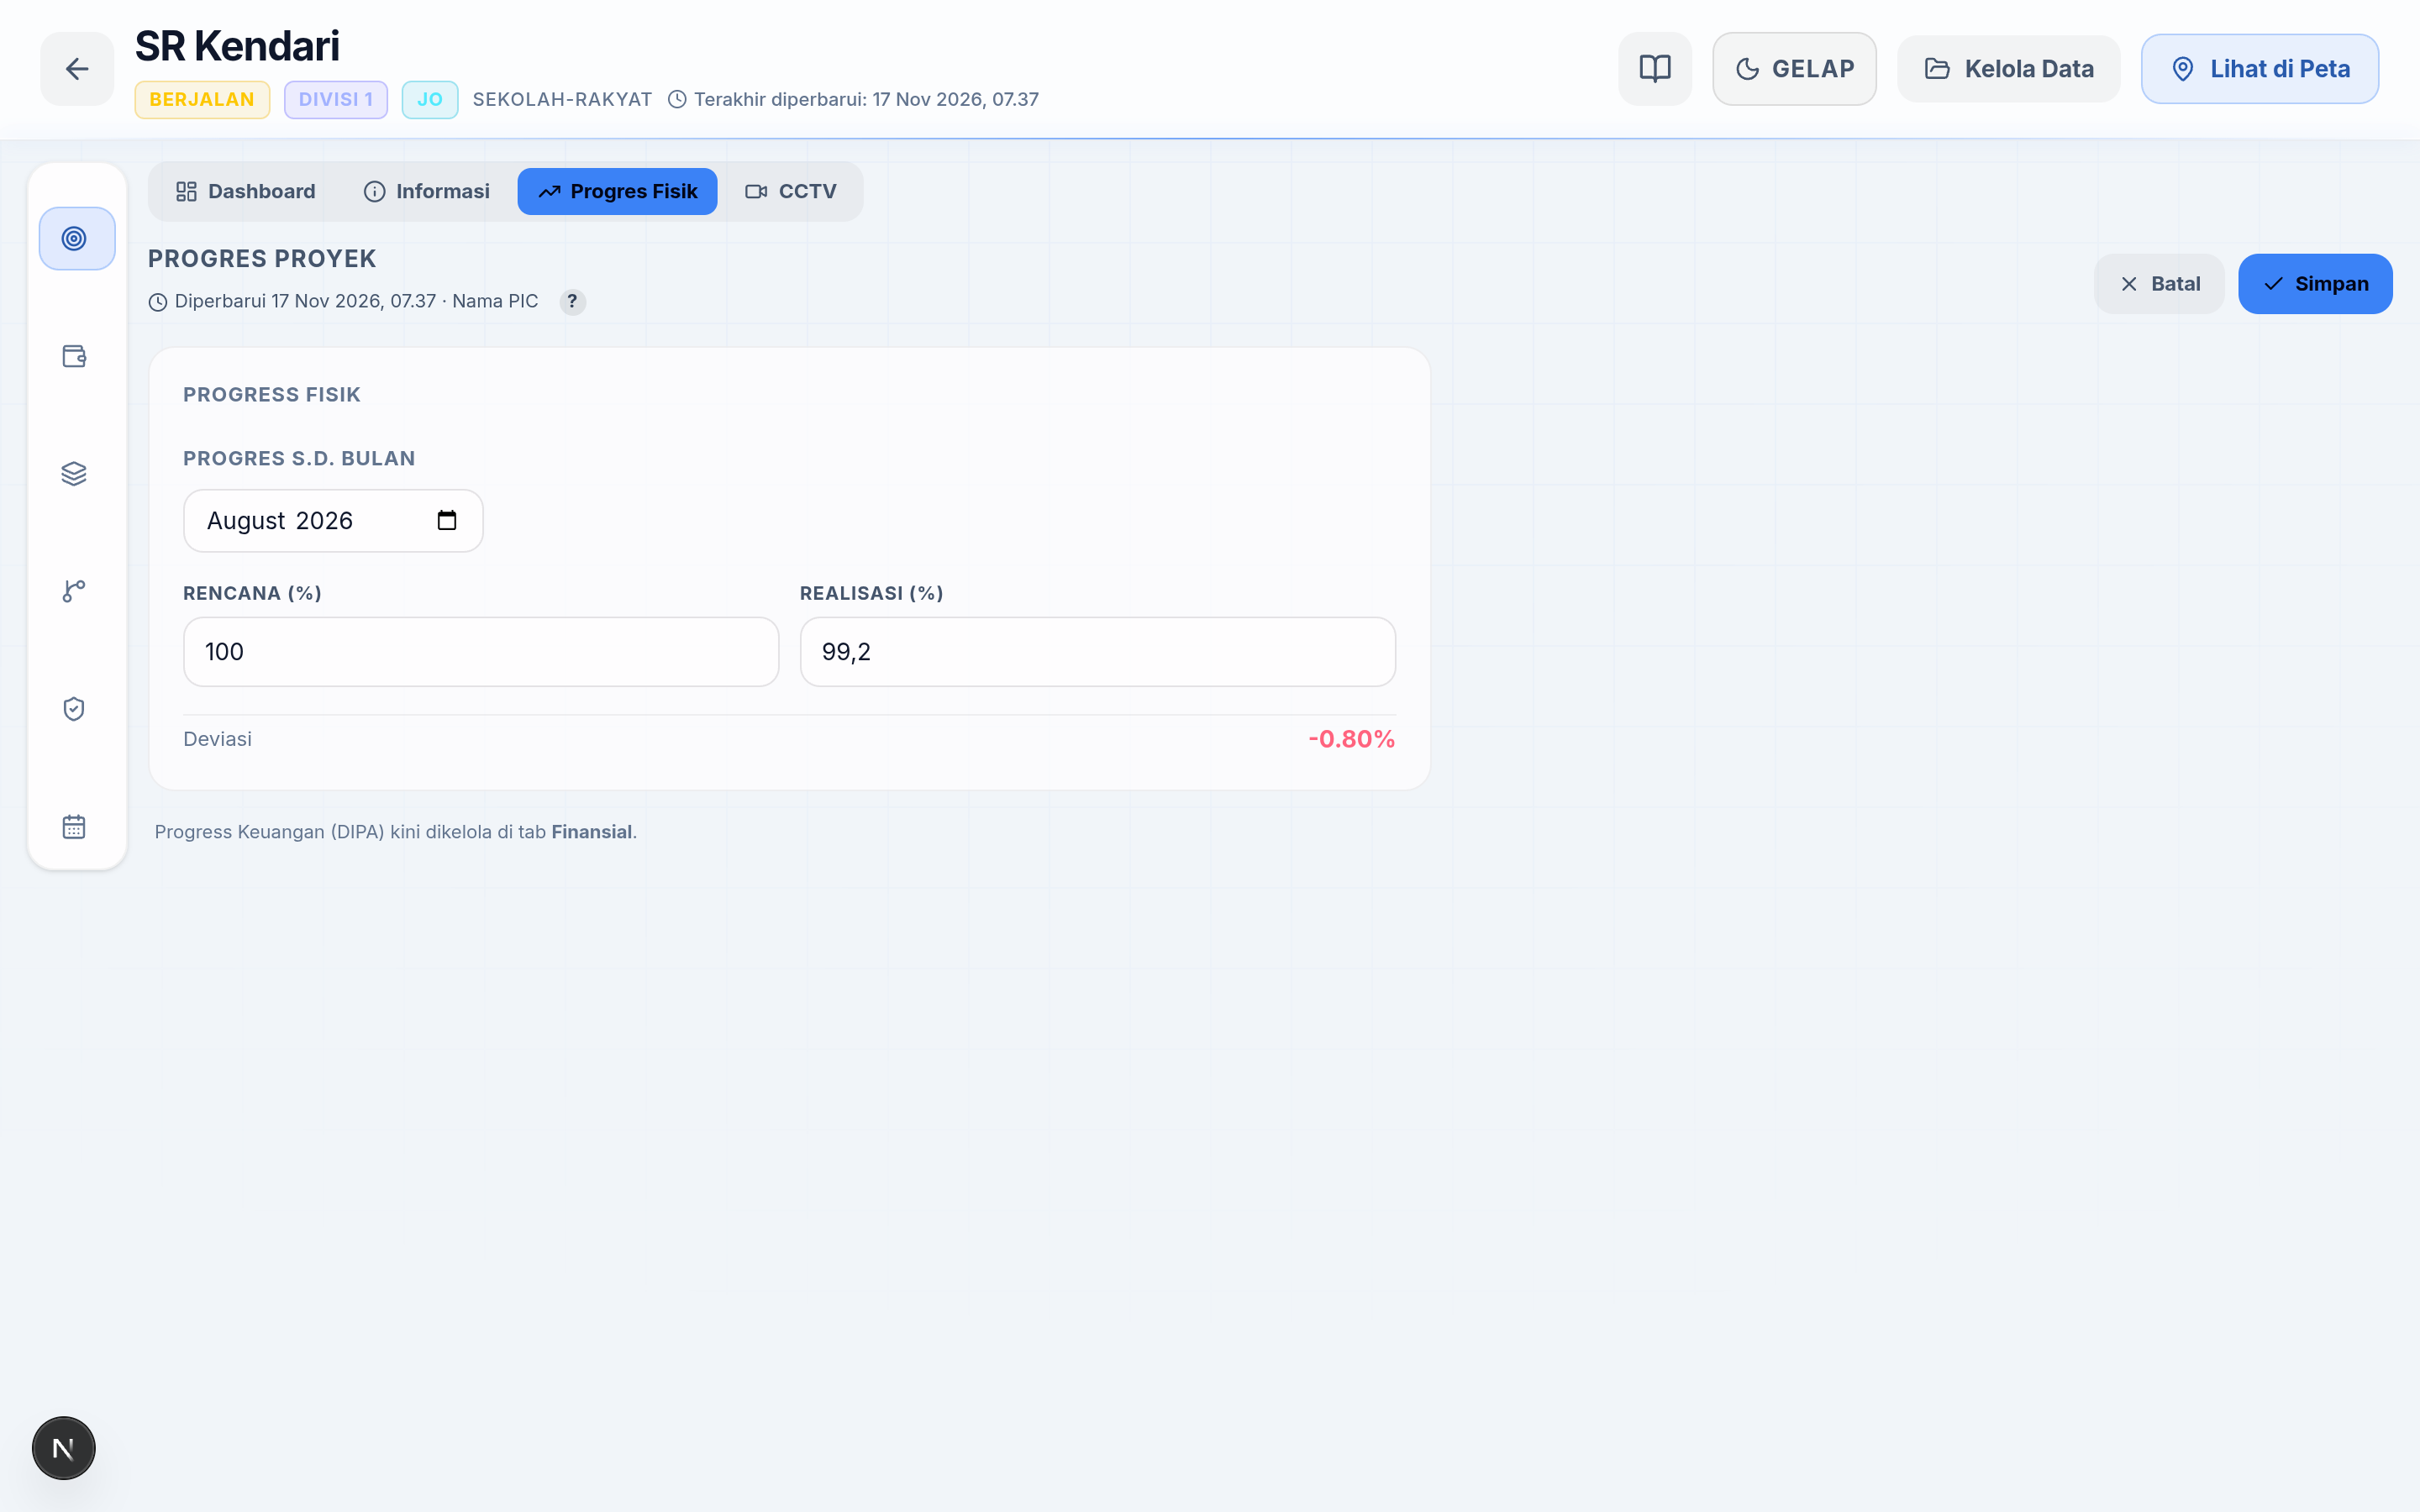 SR Kendari
BERJALAN DIVISI 1 JO SEKOLAH-RAKYAT Terakhir diperbarui: 17 Nov 2026, 07.37
GELAP Kelola Data Lihat di Peta
Dashboard Informasi Progres Fisik CCTV
PROGRES PROYEK
Diperbarui 17 Nov 2026, 07.37 · Nama PIC ?
Batal Simpan
PROGRESS FISIK
PROGRES S.D. BULAN
August 2026
RENCANA (%) REALISASI (%)
100 99,2
Deviasi -0.80%
Progress Keuangan (DIPA) kini dikelola di tab Finansial.
N